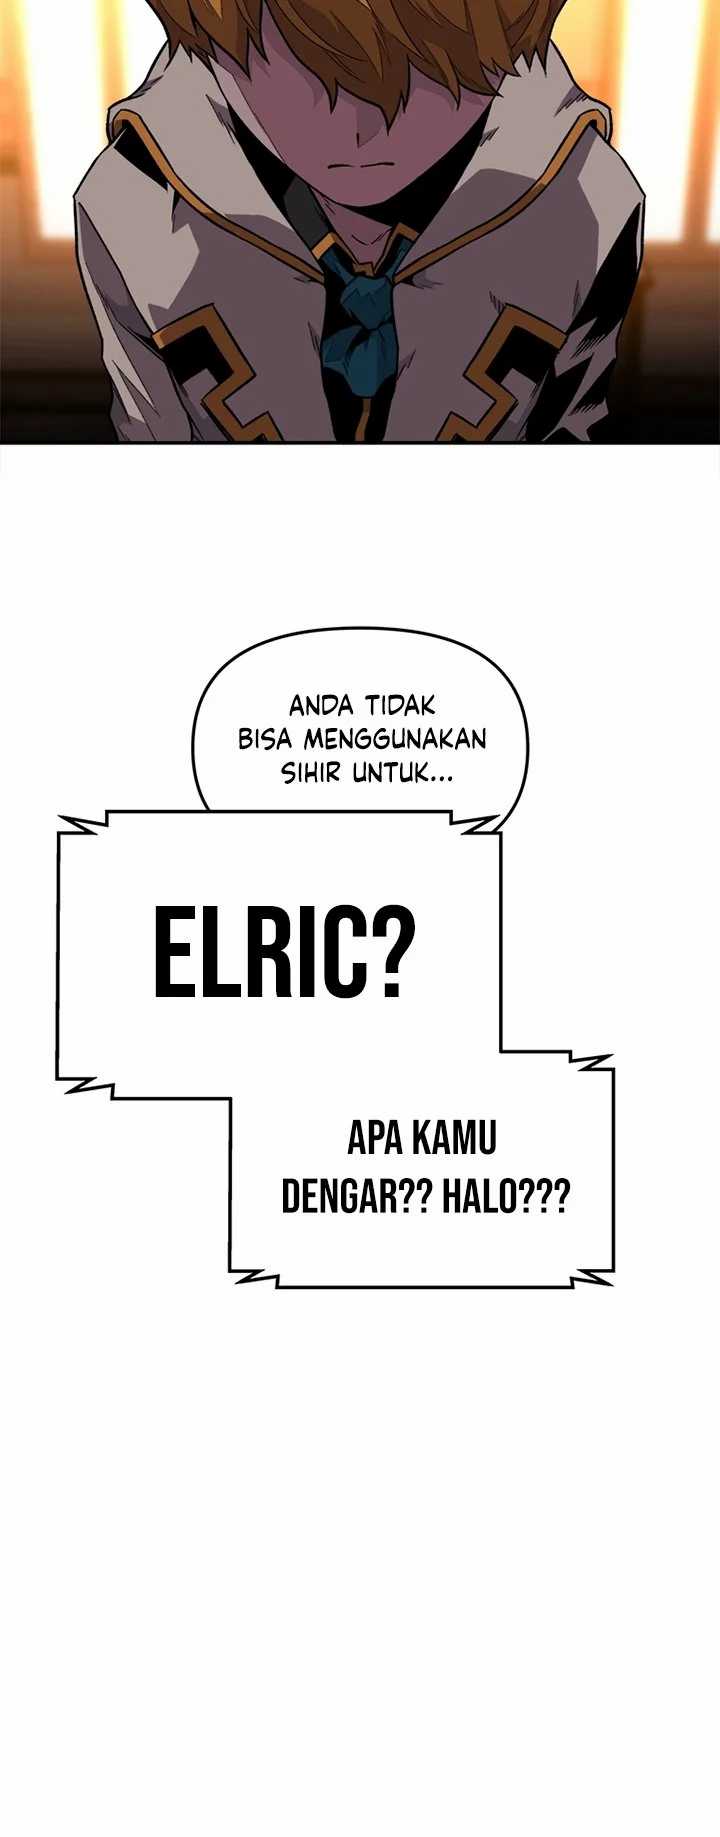 ANDA TIDAK
BISA MENGGUNAKAN
SIHIR UNTUK...
ELRIC?
APA KAMU
DENGAR?? HALO???